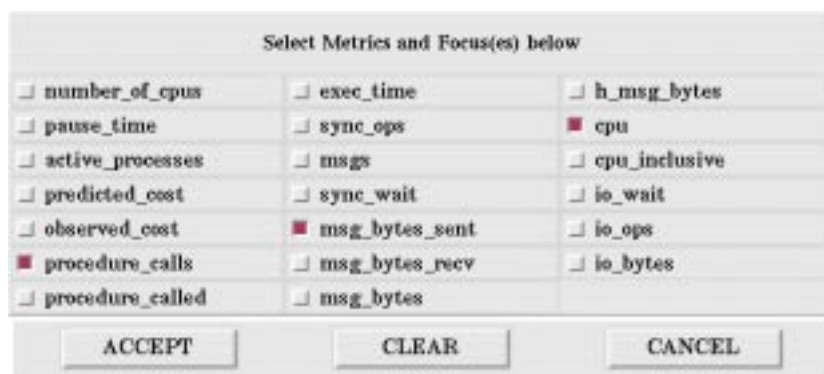 Select Metrics and Focus(es) below
number_of_cpus exec_time h_msg_bytes
pause_time sync_ops cpu
active_processes msgs cpu_inclusive
predicted_cost sync_wait io_wait
observed_cost msg_bytes_sent io_ops
procedure_calls msg_bytes_recv io_bytes
procedure_called msg_bytes
ACCEPT CLEAR CANCEL